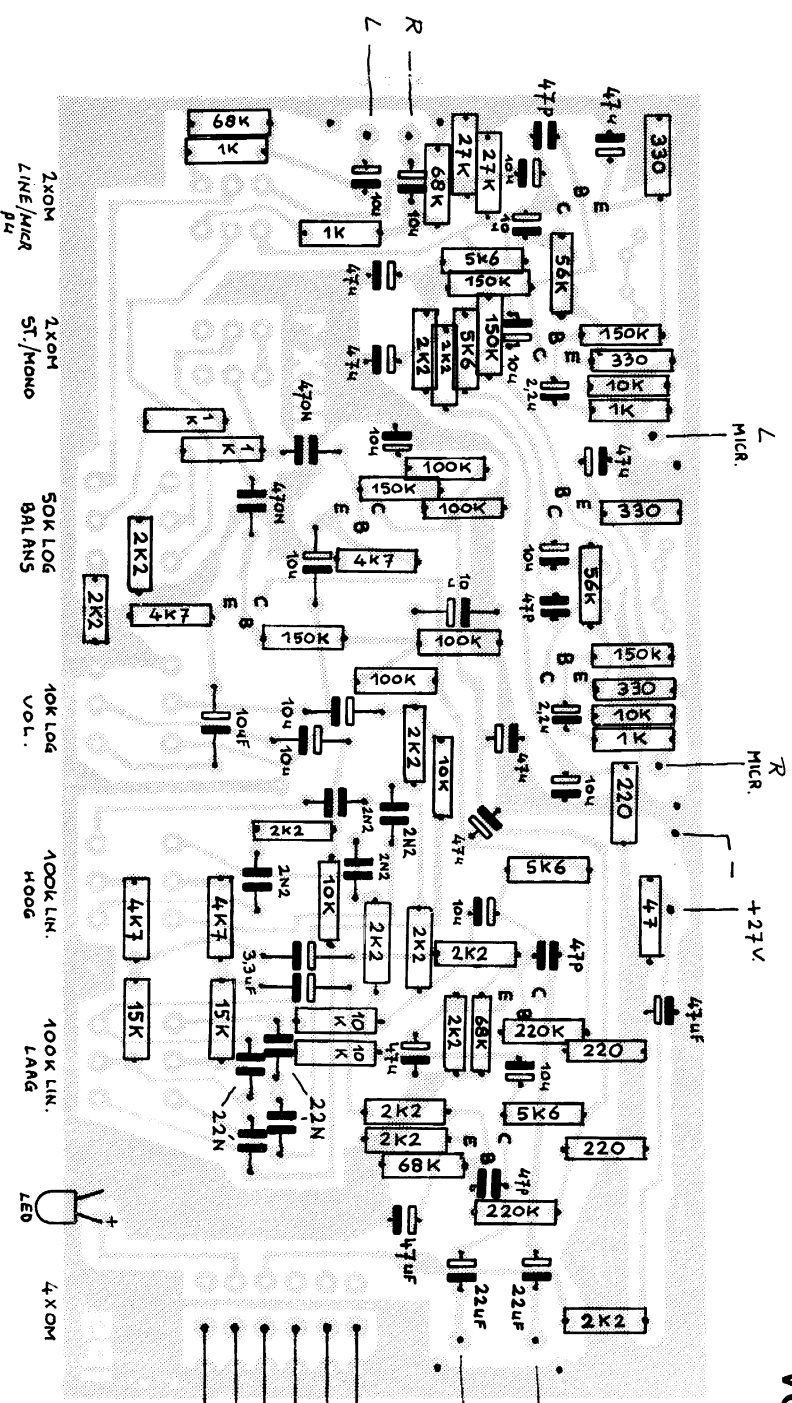 L
R
68K
1K
10u
10u
68K
27K
27K
47P
10u
47u
330
B
E
C
10u
1K
47u
5K6
150K
56K
2XOM
LINE/MICR
pu
2XOM
ST./MONO
47u
2K2
2K2
5K6
150K
10u
B
E
C
2,2u
150K
330
10K
1K
L
MICR.
1K
1K
470N
10u
100K
150K
100K
47u
470N
E
C
B
B
E
C
330
50K LOG
BALANS
2K2
2K2
4K7
10u
4K7
C
E
B
150K
10u
100K
10u
47P
56K
100K
B
E
C
150K
330
10K
1K
2,2u
10K LOG
VOL.
10uF
10u
10u
2K2
10K
47u
10u
220
R
MICR.
-
2N2
2N2
2K2
2N2
2N2
10K
47u
5K6
100K LIN.
HOOG
4K7
4K7
3,3uF
2K2
2K2
10u
2K2
47P
47
+27V
15K
15K
10K
10K
47u
2K2
68K
E
C
B
220K
220
47uF
10u
100K LIN.
LAAG
22N
22N
2K2
2K2
68K
E
C
B
5K6
220
47P
220K
LED
+
47uF
4XOM
22uF
22uF
2K2